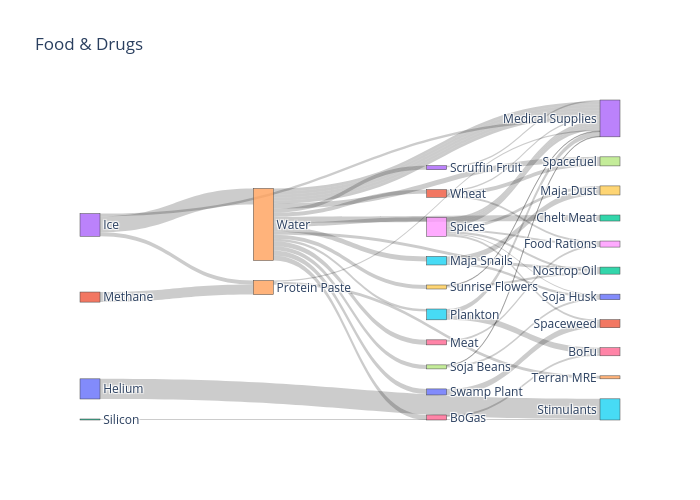 Food & Drugs
Ice
Methane
Helium
Silicon
Water
Protein Paste
Scruffin Fruit
Wheat
Spices
Maja Snails
Sunrise Flowers
Plankton
Meat
Soja Beans
Swamp Plant
BoGas
Medical Supplies
Spacefuel
Maja Dust
Chelt Meat
Food Rations
Nostrop Oil
Soja Husk
Spaceweed
BoFu
Terran MRE
Stimulants